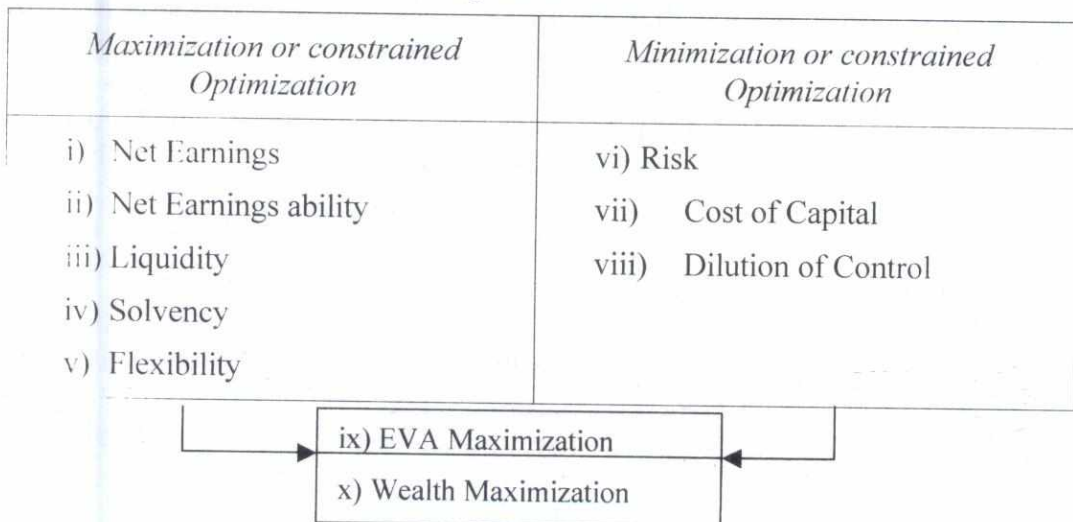 Maximization or constrained
Optimization
Minimization or constrained
Optimization
i) Net Earnings
ii) Net Earnings ability
iii) Liquidity
iv) Solvency
v) Flexibility
vi) Risk
vii) Cost of Capital
viii) Dilution of Control
ix) EVA Maximization
x) Wealth Maximization